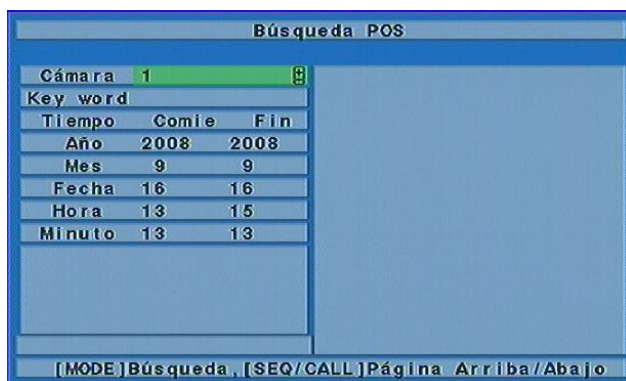 Búsqueda POS
Cámara 1
Key word
Tiempo Comie Fin
Año 2008 2008
Mes 9 9
Fecha 16 16
Hora 13 15
Minuto 13 13
[MODE]Búsqueda,[SEQ/CALL]Página Arriba/Abajo